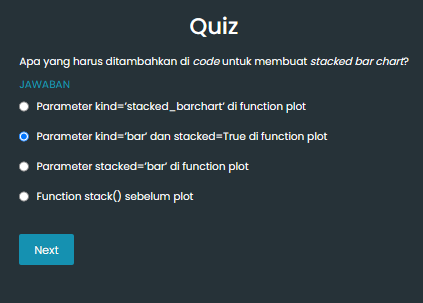 Quiz
Apa yang harus ditambahkan di code untuk membuat stacked bar chart?
JAWABAN
Parameter kind='stacked_barchart' di function plot
Parameter kind='bar' dan stacked=True di function plot
Parameter stacked='bar' di function plot
Function stack() sebelum plot
Next